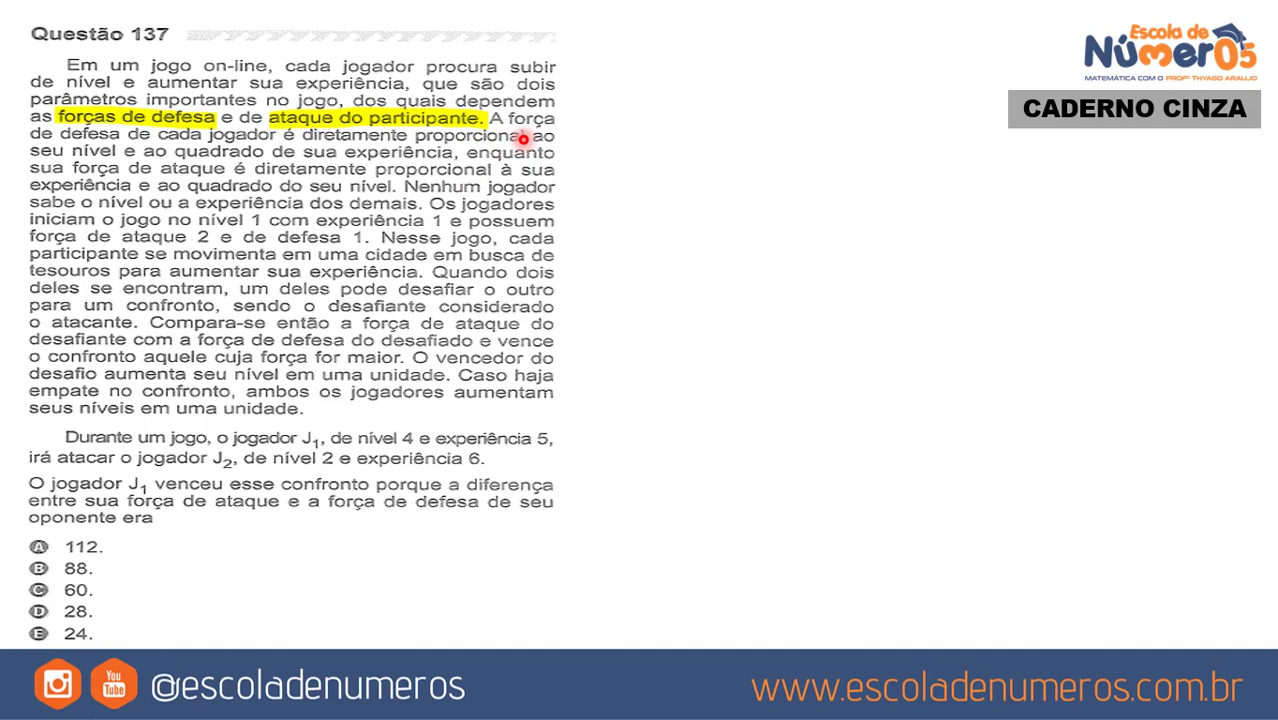 Questão 137
Em um jogo on-line, cada jogador procura subir
de nível e aumentar sua experiência, que são dois
parâmetros importantes no jogo, dos quais dependem
as forças de defesa e de ataque do participante. A força
de defesa de cada jogador é diretamente proporcional ao
seu nível e ao quadrado de sua experiência, enquanto
sua força de ataque é diretamente proporcional à sua
experiência e ao quadrado do seu nível. Nenhum jogador
sabe o nível ou a experiência dos demais. Os jogadores
iniciam o jogo no nível 1 com experiência 1 e possuem
força de ataque 2 e de defesa 1. Nesse jogo, cada
participante se movimenta em uma cidade em busca de
tesouros para aumentar sua experiência. Quando dois
deles se encontram, um deles pode desafiar o outro
para um confronto, sendo o desafiante considerado
o atacante. Compara-se então a força de ataque do
desafiante com a força de defesa do desafiado e vence
o confronto aquele cuja força for maior. O vencedor do
desafio aumenta seu nível em uma unidade. Caso haja
empate no confronto, ambos os jogadores aumentam
seus níveis em uma unidade.
Durante um jogo, o jogador J1, de nível 4 e experiência 5,
irá atacar o jogador J2, de nível 2 e experiência 6.
O jogador J1 venceu esse confronto porque a diferença
entre sua força de ataque e a força de defesa de seu
oponente era
A 112.
B 88.
C 60.
D 28.
E 24.
Escola de
NúmerOs
MATEMÁTICA COM O PROFº THYAGO ARAUJO
CADERNO CINZA
You Tube @escoladenumeros
www.escoladenumeros.com.br